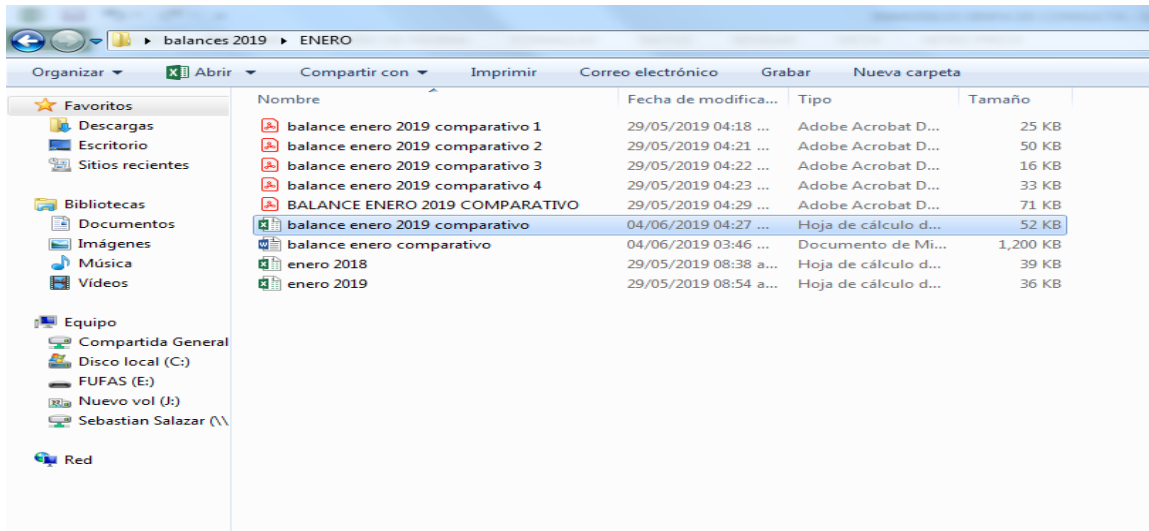 balances 2019 ▸ ENERO
Organizar Abrir Compartir con Imprimir Correo electrónico Grabar Nueva carpeta
Favoritos
Descargas
Escritorio
Sitios recientes
Bibliotecas
Documentos
Imágenes
Música
Vídeos
Equipo
Compartida General
Disco local (C:)
FUFAS (E:)
Nuevo vol (J:)
Sebastian Salazar (\\
Red
Nombre Fecha de modifica... Tipo Tamaño
balance enero 2019 comparativo 1 29/05/2019 04:18 ... Adobe Acrobat D... 25 KB
balance enero 2019 comparativo 2 29/05/2019 04:21 ... Adobe Acrobat D... 50 KB
balance enero 2019 comparativo 3 29/05/2019 04:22 ... Adobe Acrobat D... 16 KB
balance enero 2019 comparativo 4 29/05/2019 04:23 ... Adobe Acrobat D... 33 KB
BALANCE ENERO 2019 COMPARATIVO 29/05/2019 04:29 ... Adobe Acrobat D... 71 KB
balance enero 2019 comparativo 04/06/2019 04:27 ... Hoja de cálculo d... 52 KB
balance enero comparativo 04/06/2019 03:46 ... Documento de Mi... 1,200 KB
enero 2018 29/05/2019 08:38 a... Hoja de cálculo d... 39 KB
enero 2019 29/05/2019 08:54 a... Hoja de cálculo d... 36 KB